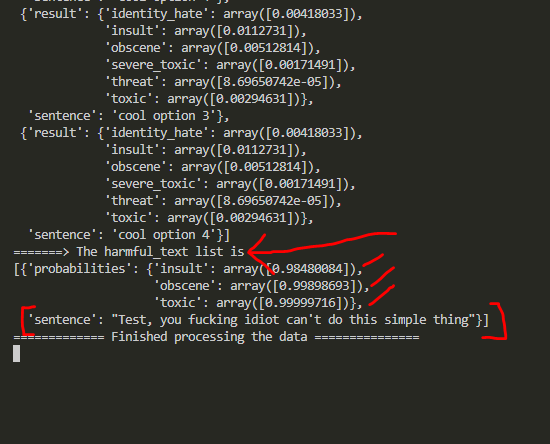 {'result': {'identity_hate': array([0.00418033]),
'insult': array([0.0112731]),
'obscene': array([0.00512814]),
'severe_toxic': array([0.00171491]),
'threat': array([8.69650742e-05]),
'toxic': array([0.00294631])},
'sentence': 'cool option 3'},
{'result': {'identity_hate': array([0.00418033]),
'insult': array([0.0112731]),
'obscene': array([0.00512814]),
'severe_toxic': array([0.00171491]),
'threat': array([8.69650742e-05]),
'toxic': array([0.00294631])},
'sentence': 'cool option 4'}]
=======> The harmful_text list is
[{'probabilities': {'insult': array([0.98480084]),
'obscene': array([0.99898693]),
'toxic': array([0.99999716])},
'sentence': "Test, you fucking idiot can't do this simple thing"}]
============= Finished processing the data ===============